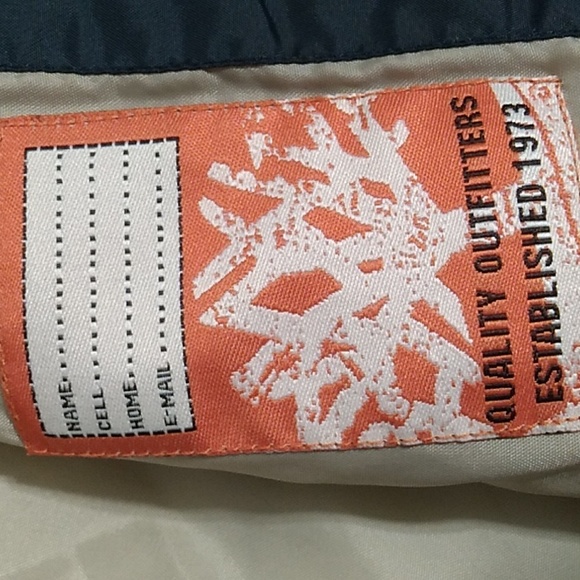 NAME
CELL
HOME
E-MAIL
QUALITY OUTFITTERS
ESTABLISHED 1973